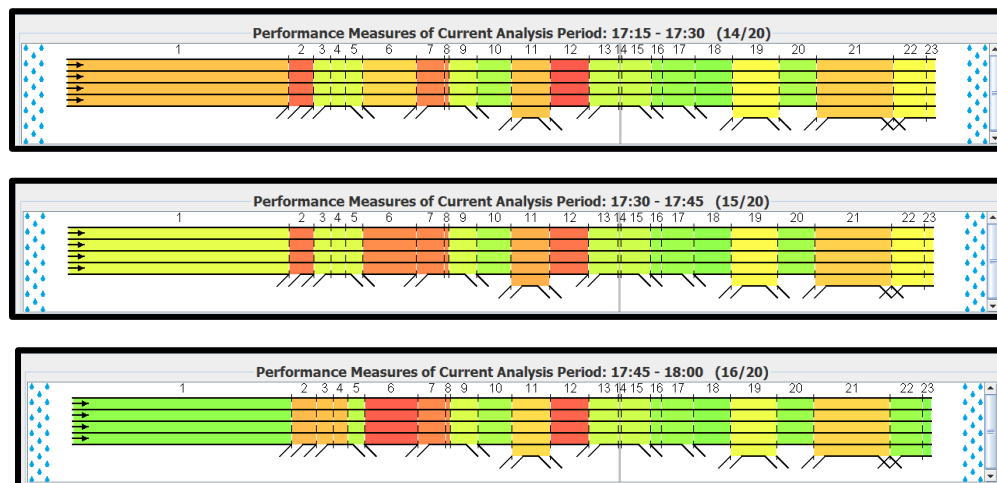 Performance Measures of Current Analysis Period: 17:15 - 17:30 (14/20)
1 2 3 4 5 6 7 8 9 10 11 12 13 14 15 16 17 18 19 20 21 22 23
Performance Measures of Current Analysis Period: 17:30 - 17:45 (15/20)
1 2 3 4 5 6 7 8 9 10 11 12 13 14 15 16 17 18 19 20 21 22 23
Performance Measures of Current Analysis Period: 17:45 - 18:00 (16/20)
1 2 3 4 5 6 7 8 9 10 11 12 13 14 15 16 17 18 19 20 21 22 23